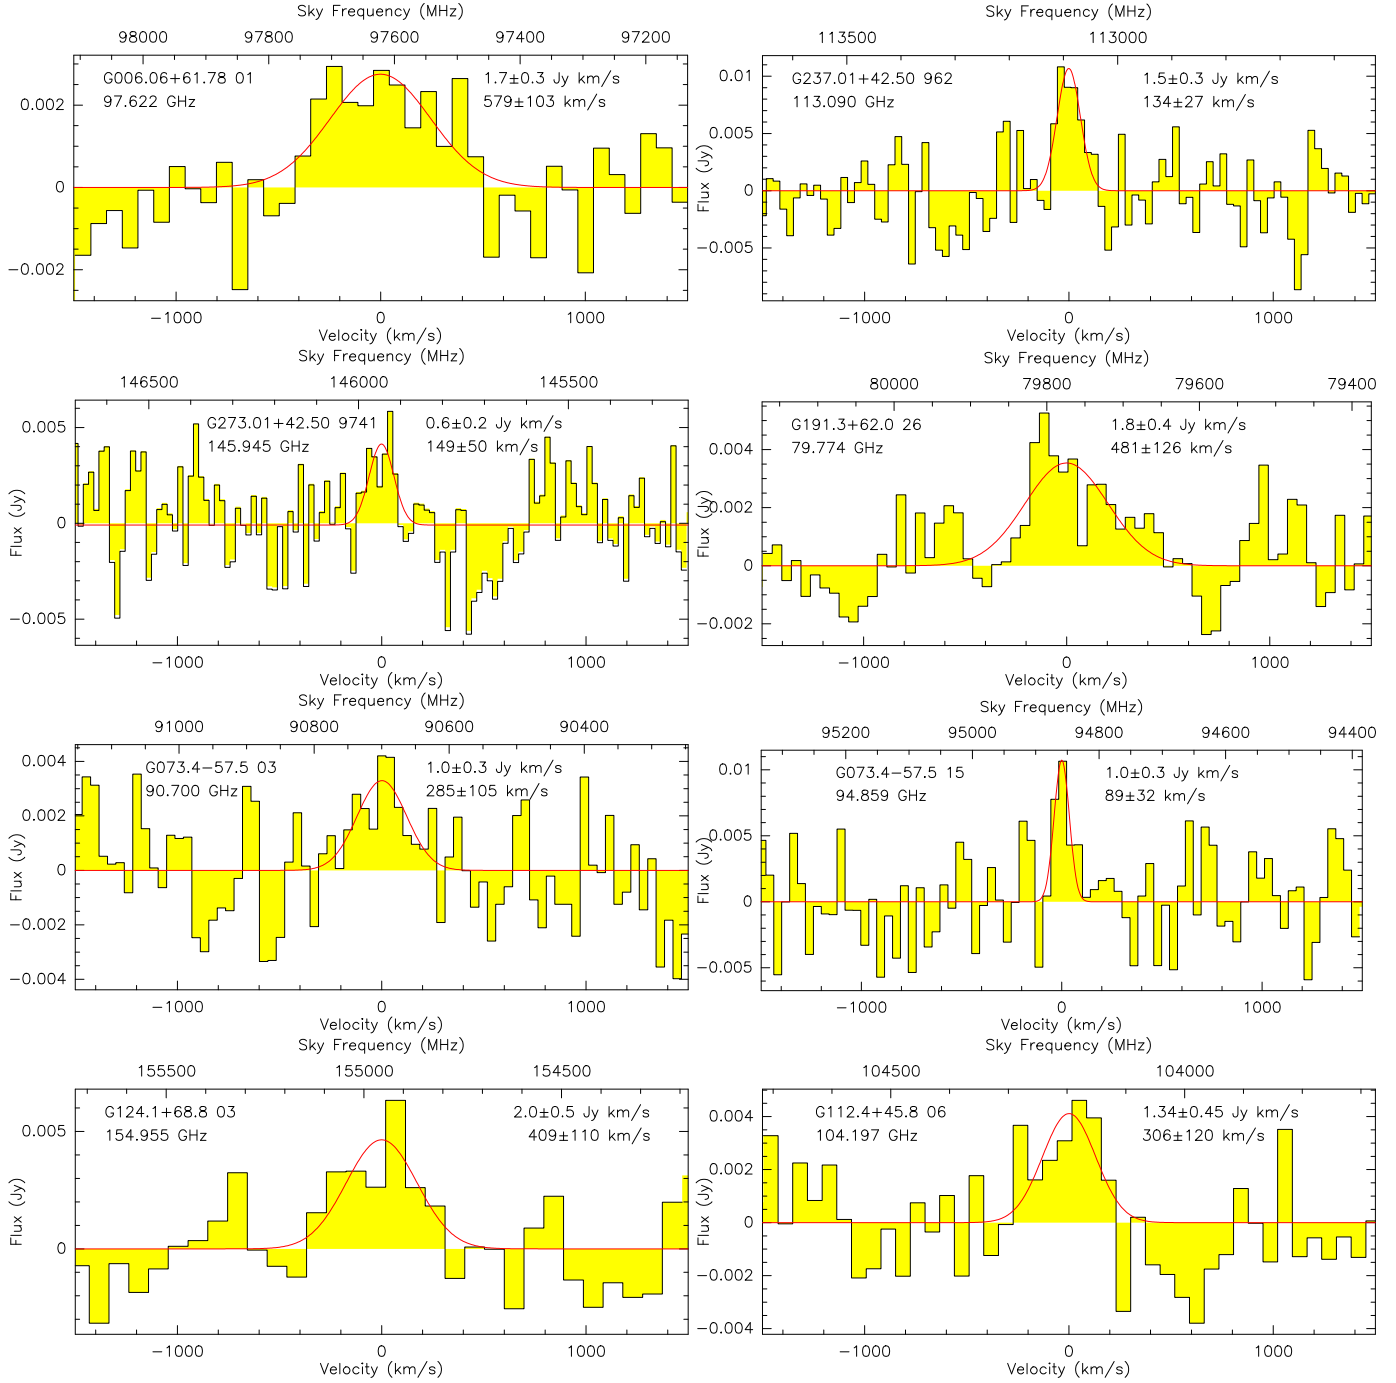 Sky Frequency (MHz)
98000 97800 97600 97400 97200
G006.06+61.78 01 1.7±0.3 Jy km/s
97.622 GHz 579±103 km/s
0.002
0
−0.002
−1000 0 1000
Velocity (km/s)
Sky Frequency (MHz)
113500 113000
G237.01+42.50 962 1.5±0.3 Jy km/s
113.090 GHz 134±27 km/s
Flux (Jy)
0.01
0.005
0
−0.005
−1000 0 1000
Velocity (km/s)
Sky Frequency (MHz)
146500 146000 145500
G273.01+42.50 9741 0.6±0.2 Jy km/s
145.945 GHz 149±50 km/s
Flux (Jy)
0.005
0
−0.005
−1000 0 1000
Velocity (km/s)
Sky Frequency (MHz)
80000 79800 79600 79400
G191.3+62.0 26 1.8±0.4 Jy km/s
79.774 GHz 481±126 km/s
Flux (Jy)
0.004
0.002
0
−0.002
−1000 0 1000
Velocity (km/s)
Sky Frequency (MHz)
91000 90800 90600 90400
G073.4−57.5 03 1.0±0.3 Jy km/s
90.700 GHz 285±105 km/s
Flux (Jy)
0.004
0.002
0
−0.002
−0.004
−1000 0 1000
Velocity (km/s)
Sky Frequency (MHz)
95200 95000 94800 94600 94400
G073.4−57.5 15 1.0±0.3 Jy km/s
94.859 GHz 89±32 km/s
Flux (Jy)
0.01
0.005
0
−0.005
−1000 0 1000
Velocity (km/s)
Sky Frequency (MHz)
155500 155000 154500
G124.1+68.8 03 2.0±0.5 Jy km/s
154.955 GHz 409±110 km/s
Flux (Jy)
0.005
0
−1000 0 1000
Velocity (km/s)
Sky Frequency (MHz)
104500 104000
G112.4+45.8 06 1.34±0.45 Jy km/s
104.197 GHz 306±120 km/s
Flux (Jy)
0.004
0.002
0
−0.002
−0.004
−1000 0 1000
Velocity (km/s)